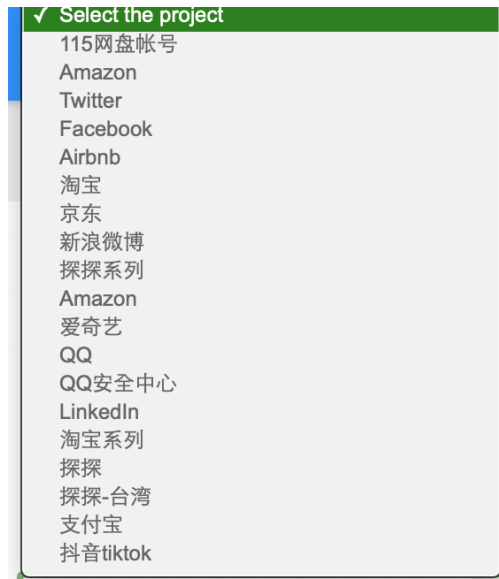 ✓ Select the project
115网盘帐号
Amazon
Twitter
Facebook
Airbnb
淘宝
京东
新浪微博
探探系列
Amazon
爱奇艺
QQ
QQ安全中心
LinkedIn
淘宝系列
探探
探探-台湾
支付宝
抖音tiktok